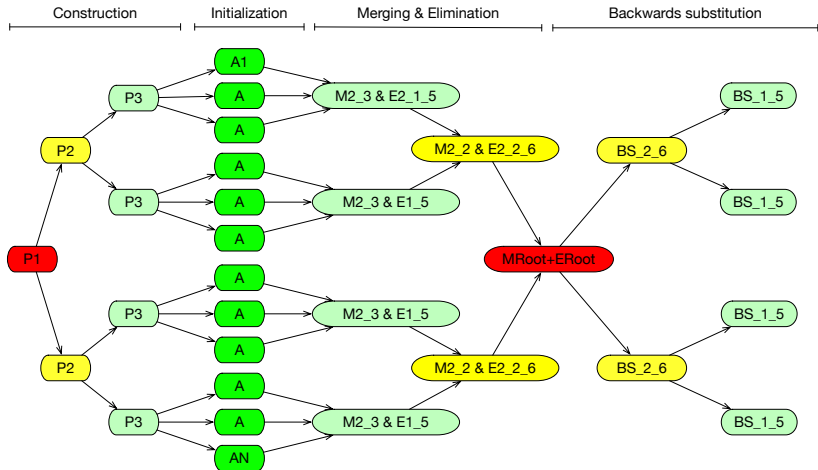 Construction
Initialization
Merging & Elimination
Backwards substitution
A1
P3
A
M2_3 & E2_1_5
BS_1_5
A
P2
M2_2 & E2_2_6
BS_2_6
A
P3
A
M2_3 & E1_5
BS_1_5
A
P1
MRoot+ERoot
A
P3
A
M2_3 & E1_5
BS_1_5
A
P2
M2_2 & E2_2_6
BS_2_6
A
P3
A
M2_3 & E1_5
BS_1_5
AN